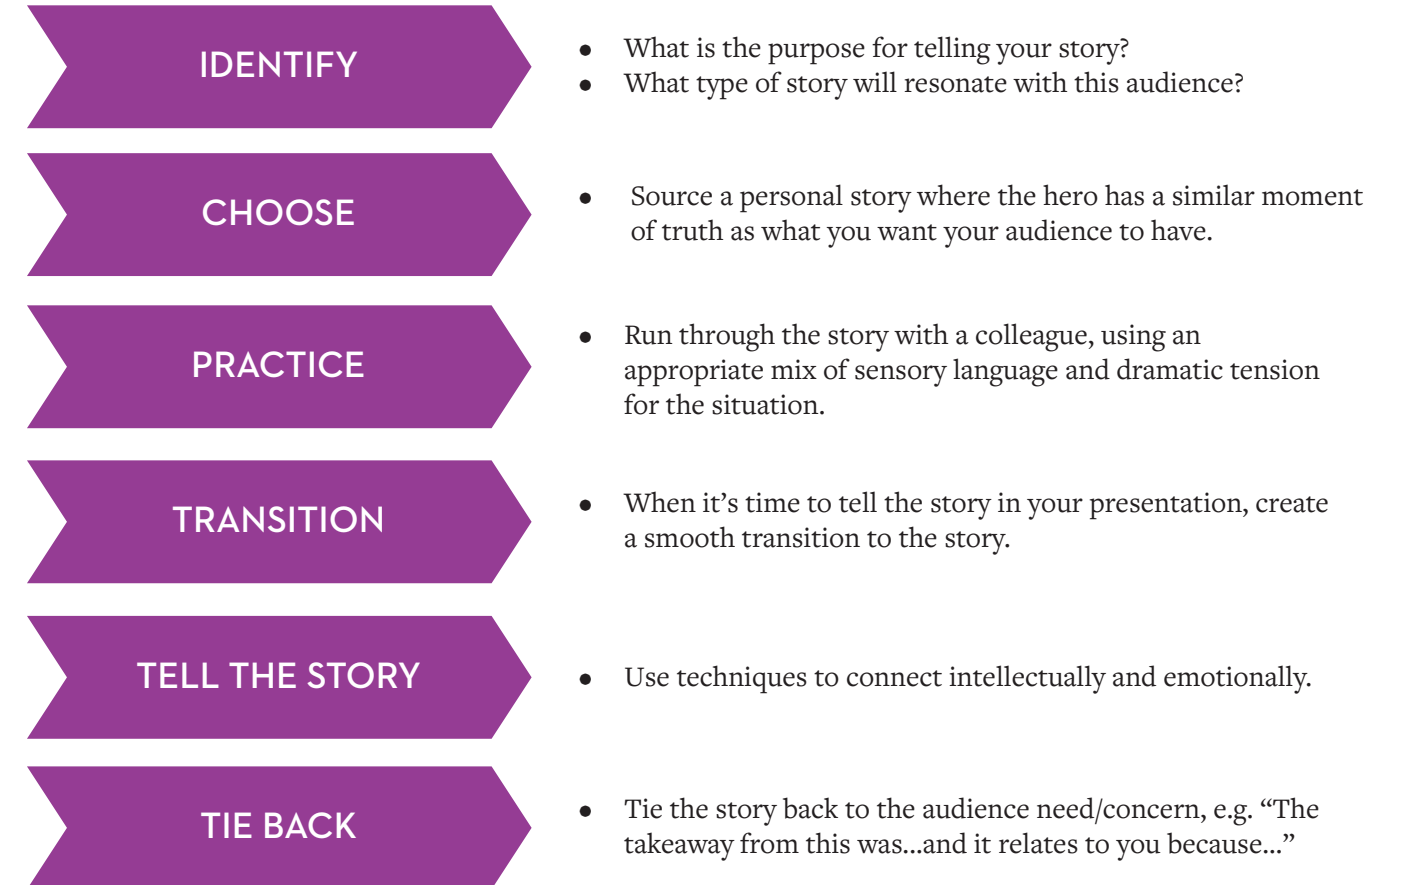 IDENTIFY
● What is the purpose for telling your story?
● What type of story will resonate with this audience?
CHOOSE
● Source a personal story where the hero has a similar moment
of truth as what you want your audience to have.
PRACTICE
● Run through the story with a colleague, using an
appropriate mix of sensory language and dramatic tension
for the situation.
TRANSITION
● When it’s time to tell the story in your presentation, create
a smooth transition to the story.
TELL THE STORY
● Use techniques to connect intellectually and emotionally.
TIE BACK
● Tie the story back to the audience need/concern, e.g. “The
takeaway from this was...and it relates to you because...”